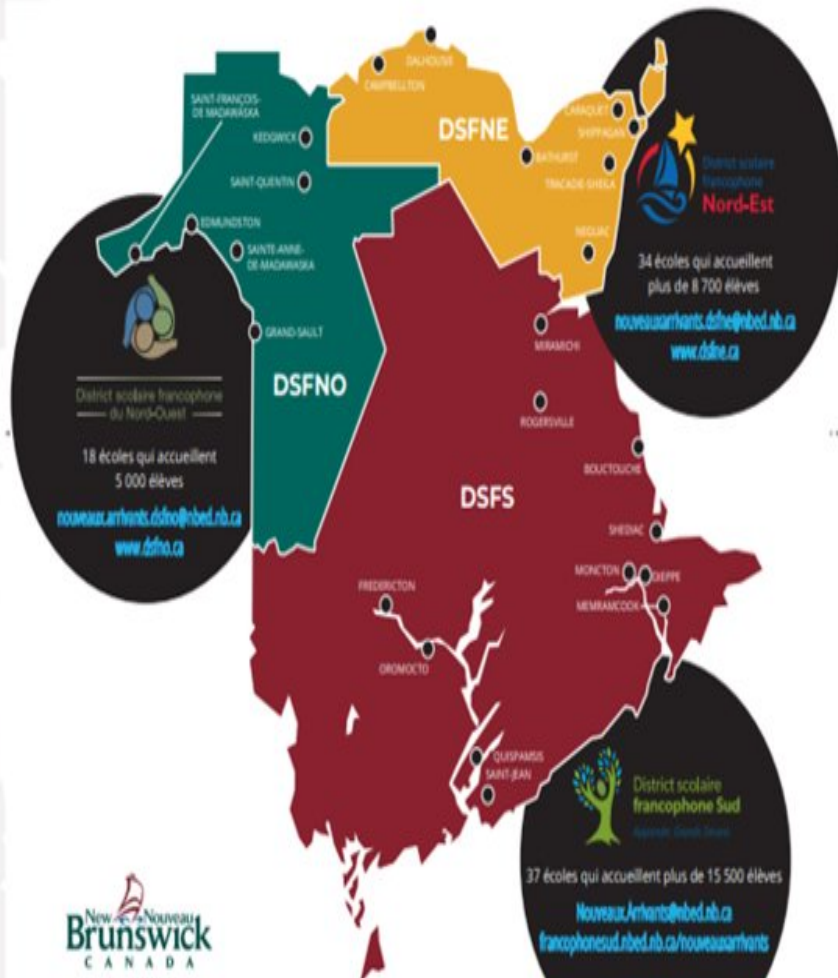 DALHOUSIE
CAMPBELLTON
SAINT-FRANÇOIS-
DE MADAWASKA
KEDGWICK
SAINT-QUENTIN
EDMUNDSTON
SAINTE-ANNE-
DE-MADAWASKA
GRAND-SAULT
DSFNE
CARAQUET
SHIPPAGAN
BATHURST
TRACADIE-SHEILA
NEGUAC
District scolaire
francophone
Nord-Est
34 écoles qui accueillent
plus de 8 700 élèves
nouveauxarrivants.dsfne@nbed.nb.ca
www.dsfne.ca
District scolaire francophone
du Nord-Ouest
18 écoles qui accueillent
5 000 élèves
nouveaux.arrivants.dsfno@nbed.nb.ca
www.dsfno.ca
DSFNO
MIRAMICHI
ROGERSVILLE
BOUCTOUCHE
DSFS
SHEDIAC
MONCTON
DIEPPE
MEMRAMCOOK
FREDERICTON
OROMOCTO
QUISPAMSIS
SAINT-JEAN
District scolaire
francophone Sud
37 écoles qui accueillent plus de 15 500 élèves
Nouveaux.Arrivants@nbed.nb.ca
francophonesud.nbed.nb.ca/nouveauxarrivants
New Nouveau
Brunswick
CANADA